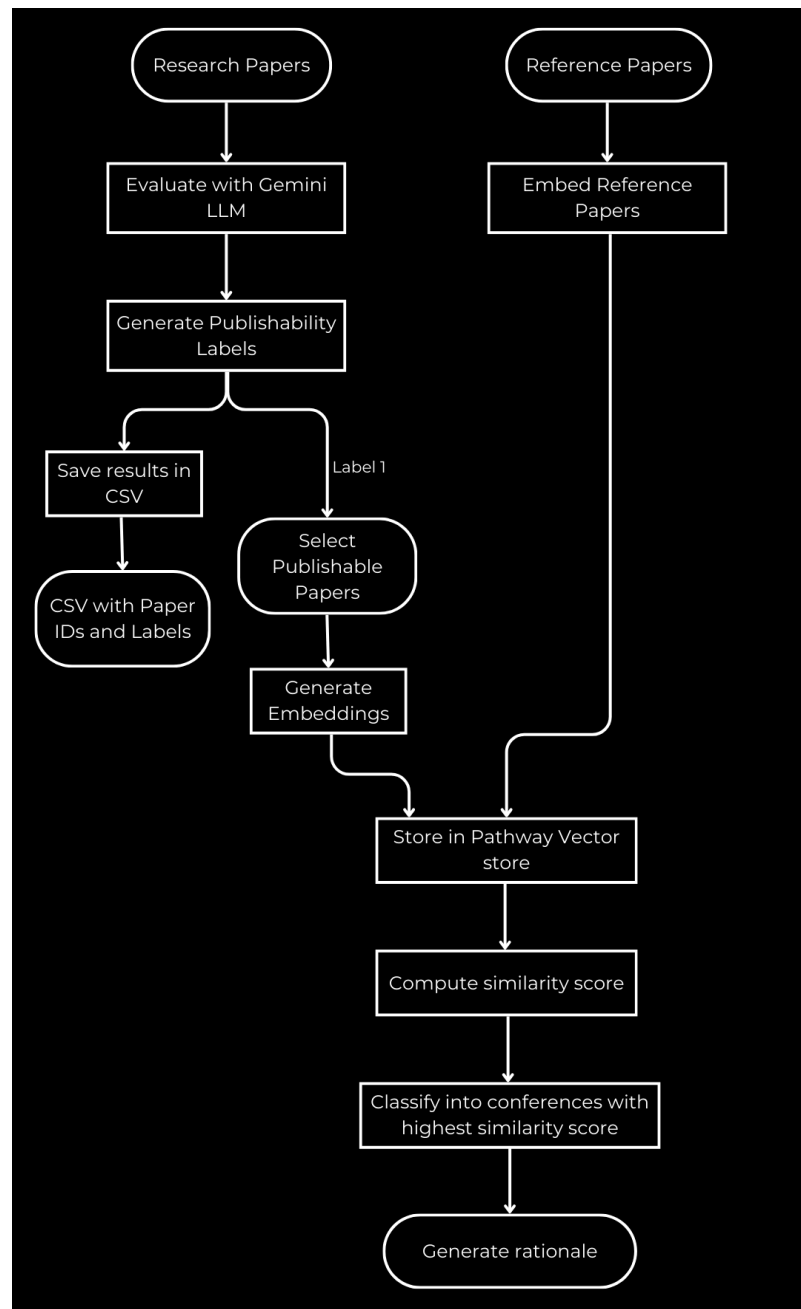 Research Papers
Reference Papers
Evaluate with Gemini
LLM
Embed Reference
Papers
Generate Publishability
Labels
Save results in
CSV
Label 1
Select
Publishable
Papers
CSV with Paper
IDs and Labels
Generate
Embeddings
Store in Pathway Vector
store
Compute similarity score
Classify into conferences with
highest similarity score
Generate rationale